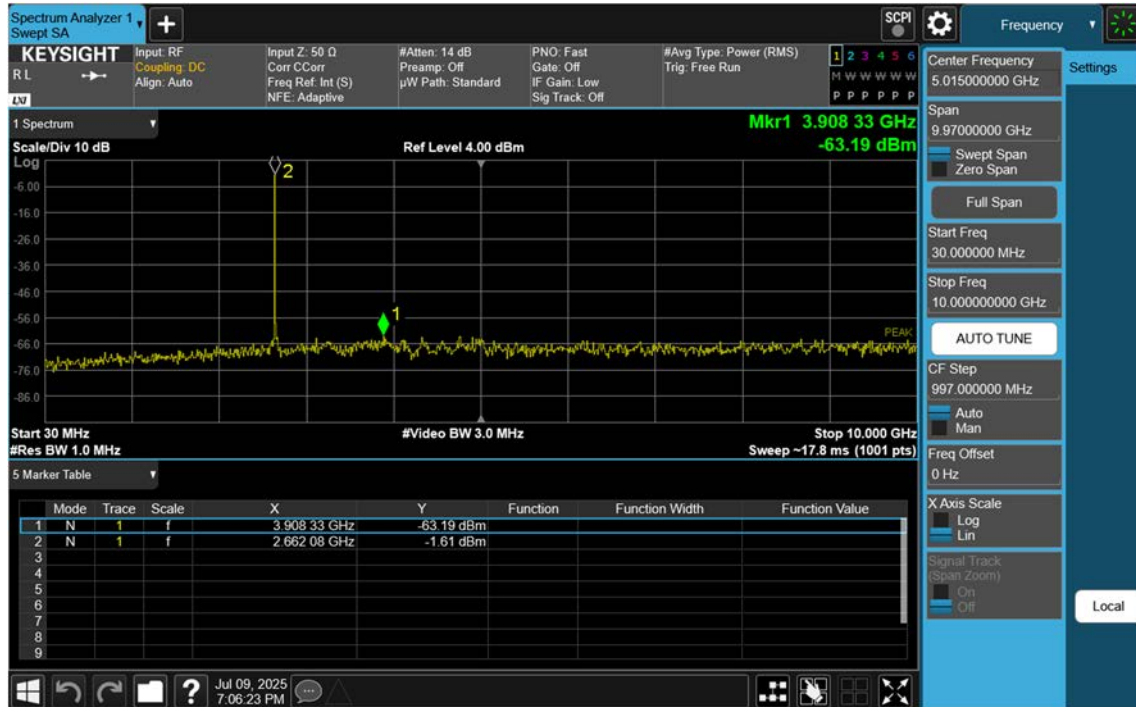 Spectrum Analyzer 1
Swept SA
SCPI
Frequency
KEYSIGHT
R L
LXI
Input: RF
Coupling: DC
Align: Auto
Input Z: 50 Ω
Corr CCorr
Freq Ref: Int (S)
NFE: Adaptive
#Atten: 14 dB
Preamp: Off
µW Path: Standard
PNO: Fast
Gate: Off
IF Gain: Low
Sig Track: Off
#Avg Type: Power (RMS)
Trig: Free Run
1 2 3 4 5 6
M W W W W W
P P P P P P
1 Spectrum
Scale/Div 10 dB
Ref Level 4.00 dBm
Mkr1 3.908 33 GHz
-63.19 dBm
Log
2
-6.00
-16.0
-26.0
-36.0
-46.0
1
-56.0
PEAK
-66.0
-76.0
-86.0
Start 30 MHz
#Video BW 3.0 MHz
Stop 10.000 GHz
#Res BW 1.0 MHz
Sweep ~17.8 ms (1001 pts)
5 Marker Table
Mode Trace Scale X Y Function Function Width Function Value
1 N 1 f 3.908 33 GHz -63.19 dBm
2 N 1 f 2.662 08 GHz -1.61 dBm
3
4
5
6
7
8
9
Jul 09, 2025
7:06:23 PM
?
Center Frequency
5.015000000 GHz
Settings
Span
9.97000000 GHz
Swept Span
Zero Span
Full Span
Start Freq
30.000000 MHz
Stop Freq
10.000000000 GHz
AUTO TUNE
CF Step
997.000000 MHz
Auto
Man
Freq Offset
0 Hz
X Axis Scale
Log
Lin
Signal Track
(Span Zoom)
On
Off
Local